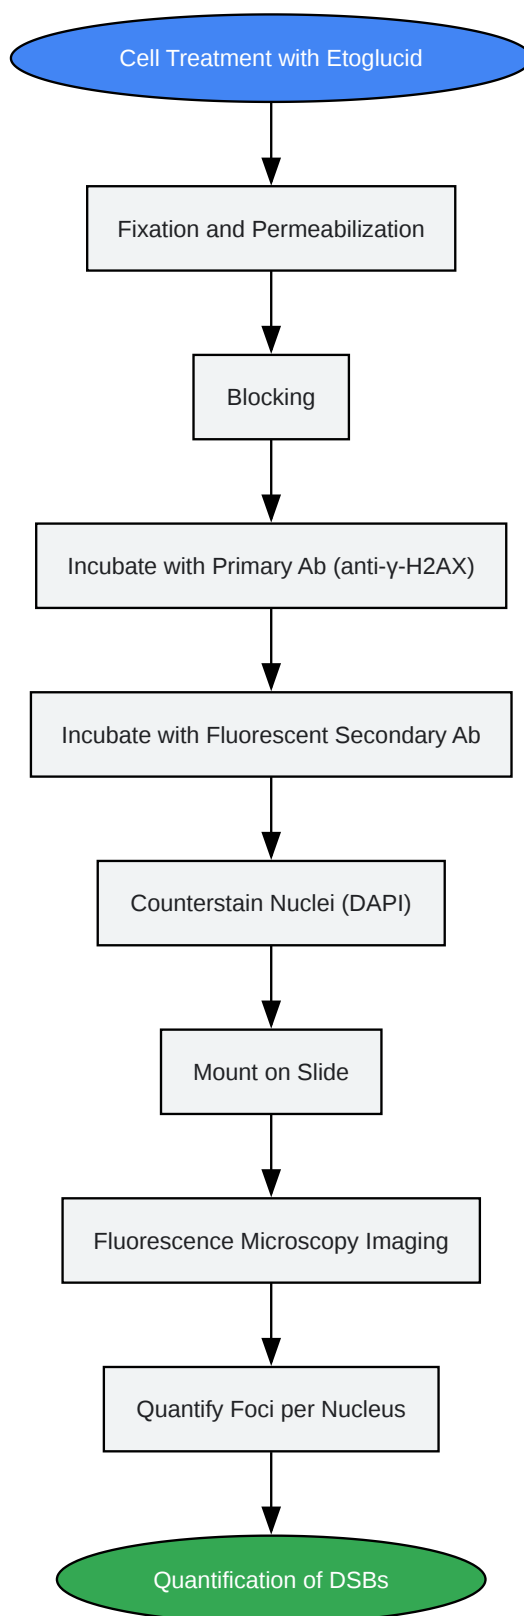 Cell Treatment with Etoglucid
Fixation and Permeabilization
Blocking
Incubate with Primary Ab (anti-γ-H2AX)
Incubate with Fluorescent Secondary Ab
Counterstain Nuclei (DAPI)
Mount on Slide
Fluorescence Microscopy Imaging
Quantify Foci per Nucleus
Quantification of DSBs